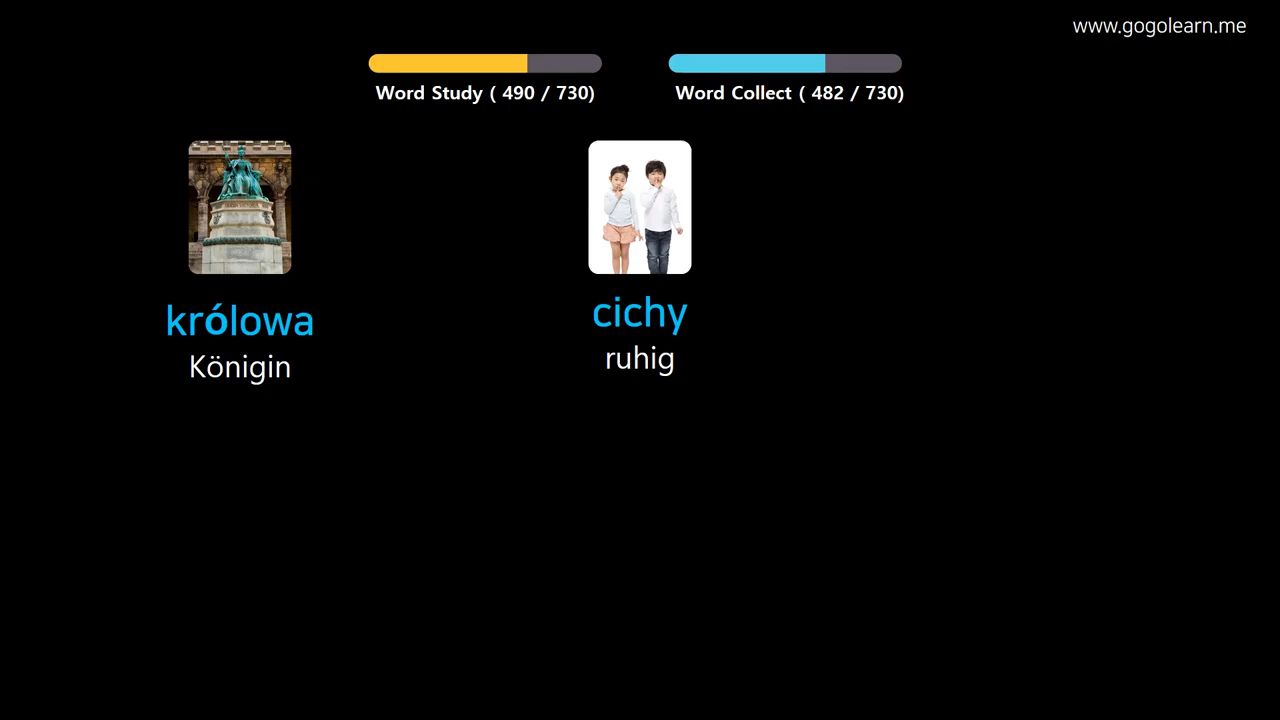 www.gogolearn.me
Word Study ( 490 / 730)
Word Collect ( 482 / 730)
królowa
Königin
cichy
ruhig